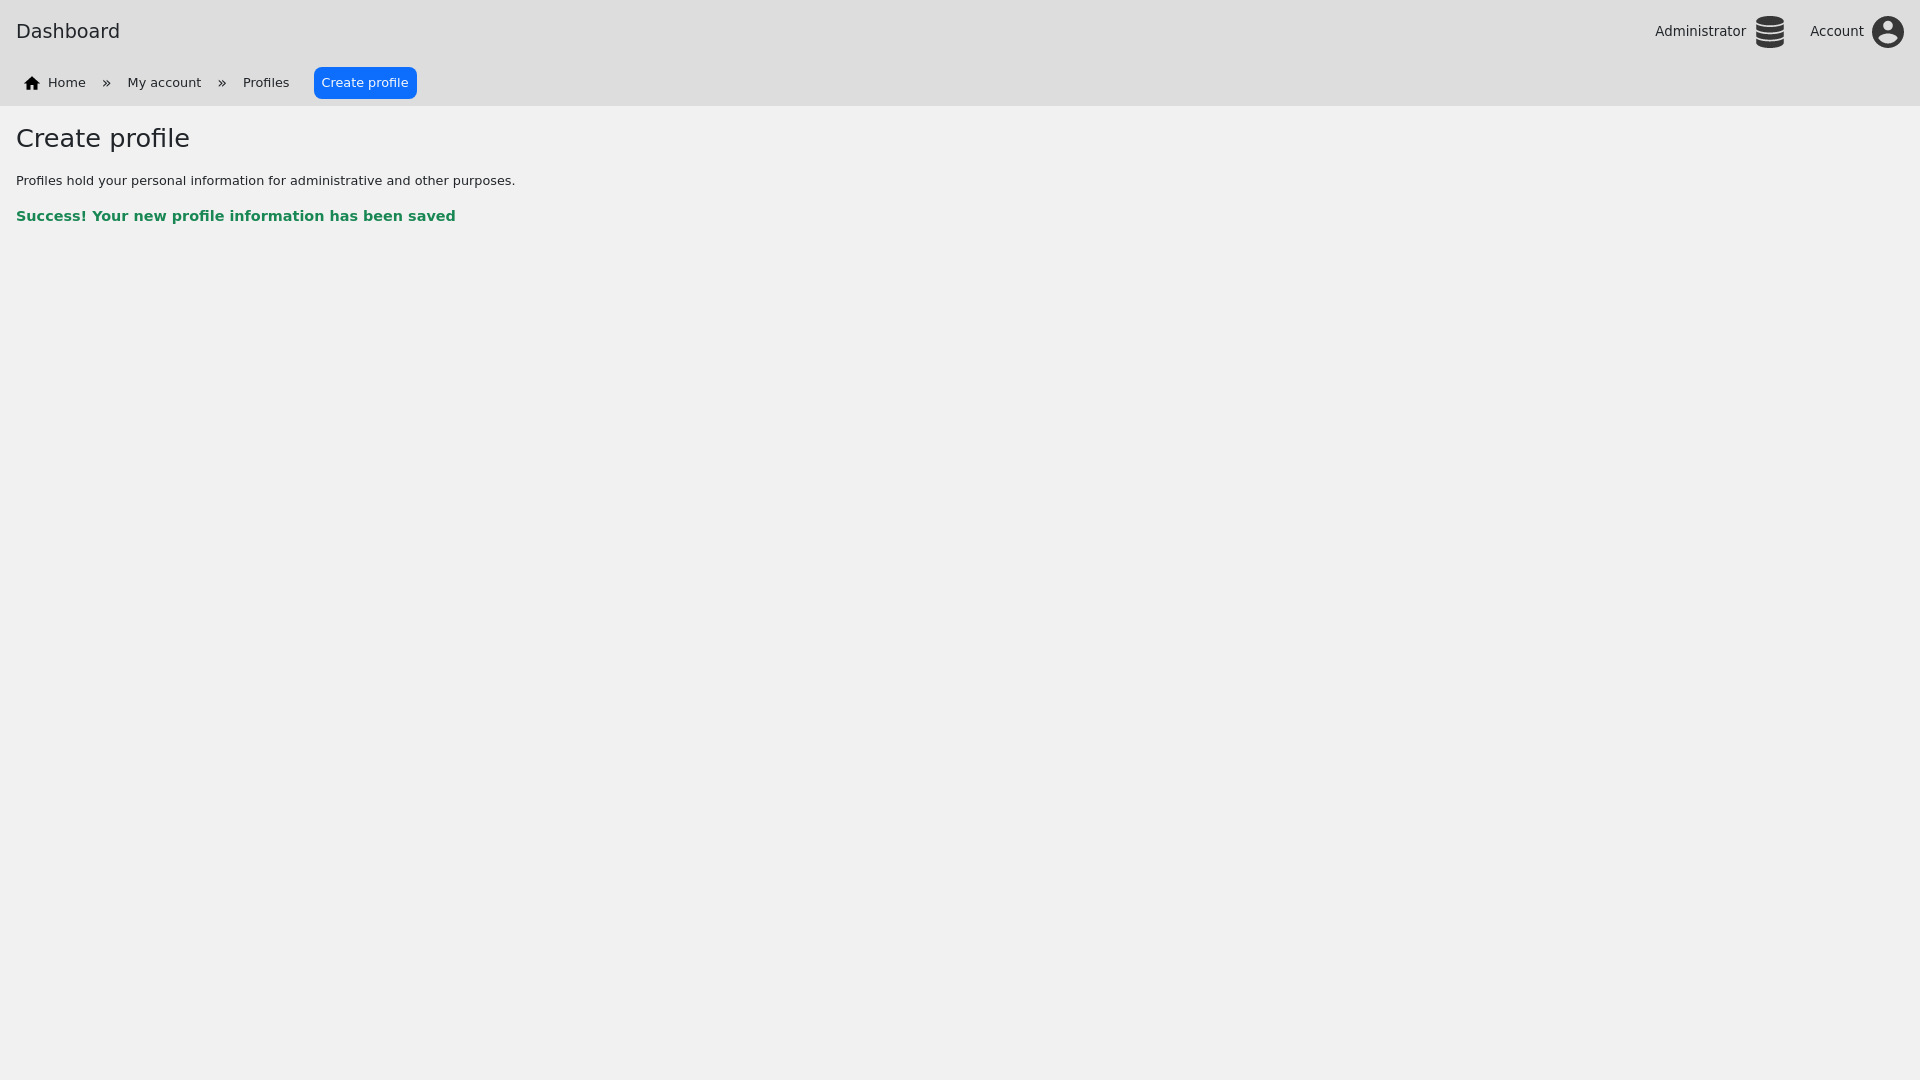 Dashboard
Administrator
Account
Home » My account » Profiles Create profile
Create profile
Profiles hold your personal information for administrative and other purposes.
Success! Your new profile information has been saved